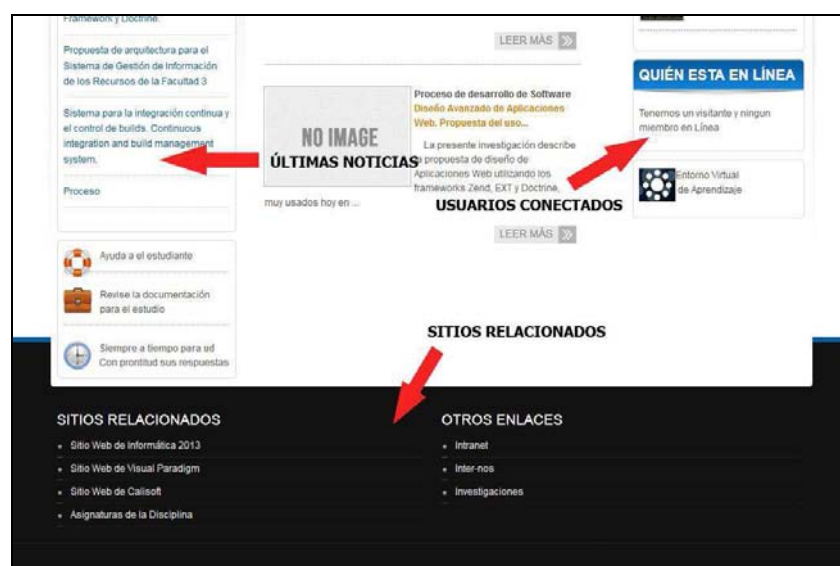 Framework y Doctrine.
Propuesta de arquitectura para el
Sistema de Gestión de Información
de los Recursos de la Facultad 3
Sistema para la integración continua y
el control de builds. Continuous
integration and build management
system.
Proceso
Ayuda a el estudiante
Revise la documentación
para el estudio
Siempre a tiempo para ud
Con prontitud sus respuestas
LEER MÁS
NO IMAGE
Proceso de desarrollo de Software
Diseño Avanzado de Aplicaciones
Web. Propuesta del uso...
La presente investigación describe
a propuesta de diseño de
Aplicaciones Web utilizando los
frameworks Zend, EXT y Doctrine,
muy usados hoy en ...
LEER MÁS
ÚLTIMAS NOTICIAS
USUARIOS CONECTADOS
QUIÉN ESTA EN LÍNEA
Tenemos un visitante y ningun
miembro en Línea
Entorno Virtual
de Aprendizaje
SITIOS RELACIONADOS
SITIOS RELACIONADOS
Sitio Web de Informática 2013
Sitio Web de Visual Paradigm
Sitio Web de Calisoft
Asignaturas de la Disciplina
OTROS ENLACES
Intranet
Inter-nos
Investigaciones